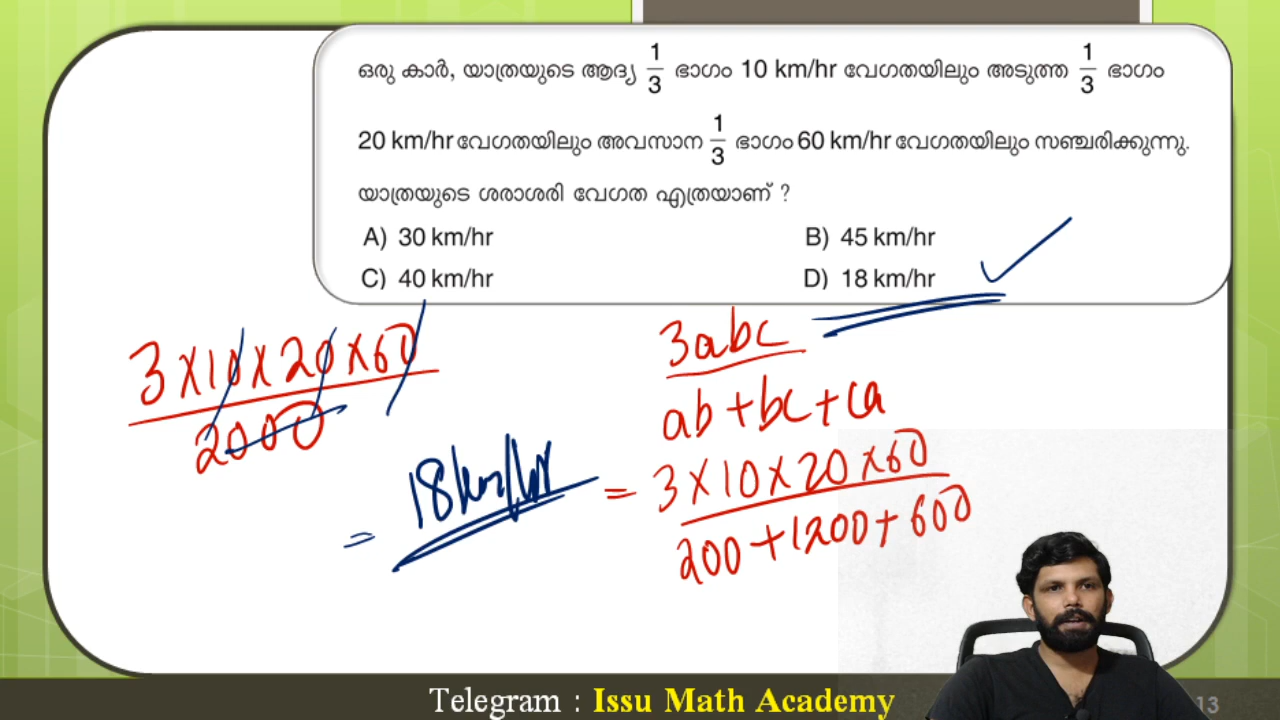 ഒരു കാർ, യാത്രയുടെ ആദ്യ 1/3 ഭാഗം 10 km/hr വേഗതയിലും അടുത്ത 1/3 ഭാഗം
20 km/hr വേഗതയിലും അവസാന 1/3 ഭാഗം 60 km/hr വേഗതയിലും സഞ്ചരിക്കുന്നു.
യാത്രയുടെ ശരാശരി വേഗത എത്രയാണ് ?
A) 30 km/hr B) 45 km/hr
C) 40 km/hr D) 18 km/hr
3×10×20×60
2000
= 18km/hr
3abc
ab+bc+ca
= 3×10×20×60
200+1200+600
Telegram : Issu Math Academy
13